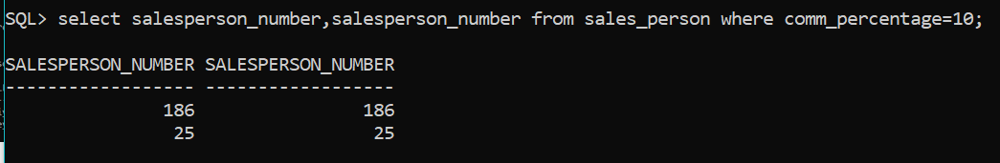 SQL> select salesperson_number,salesperson_number from sales_person where comm_percentage=10;
SALESPERSON_NUMBER SALESPERSON_NUMBER
------------------ ------------------
186 186
25 25